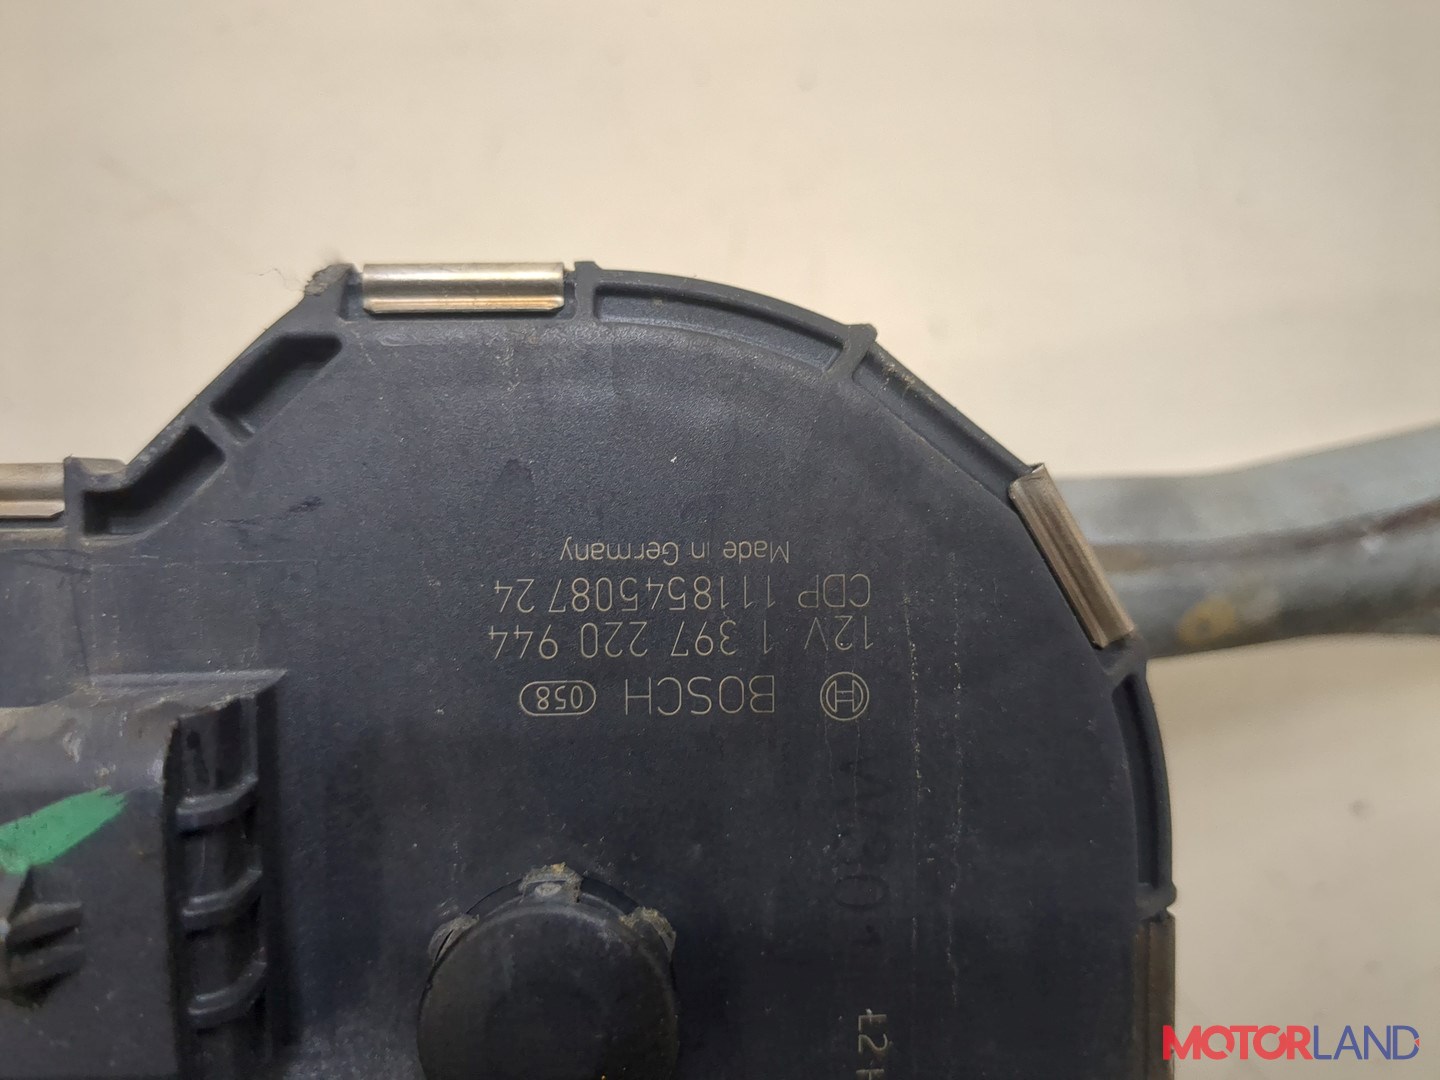 BOSCH 058
12V 1 397 220 944
CDP 1118545087 24
Made in Germany
MOTORLAND